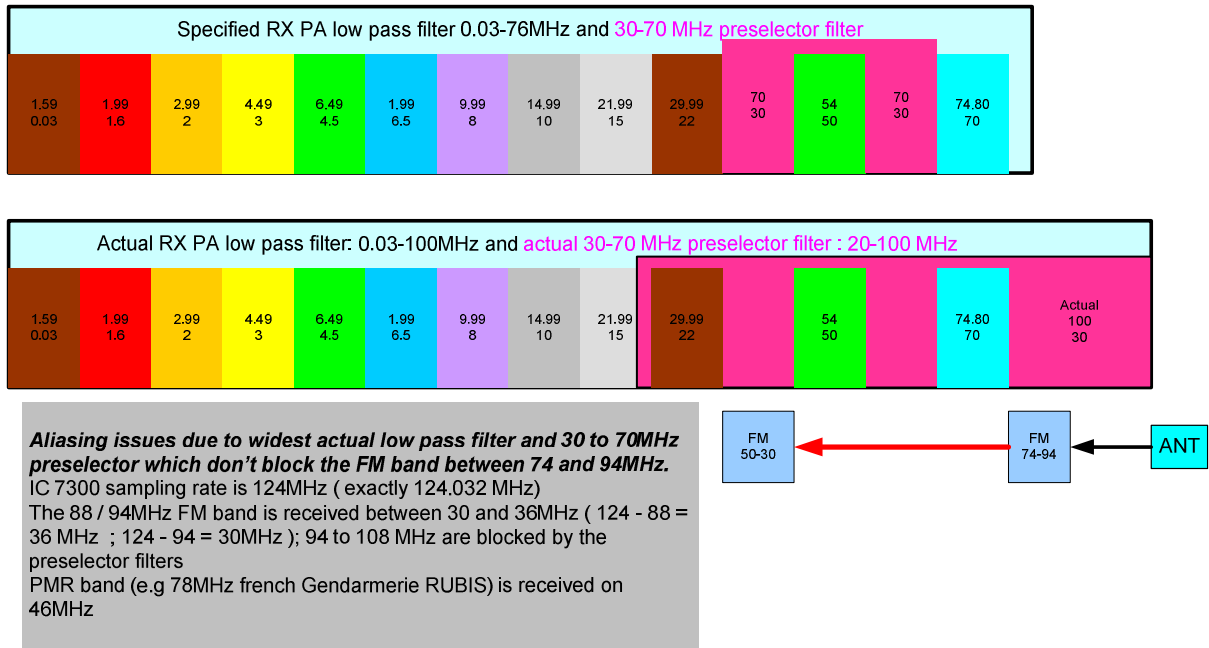 Specified RX PA low pass filter 0.03-76MHz and 30-70 MHz preselector filter
1.59 1.99 2.99 4.49 6.49 1.99 9.99 14.99 21.99 29.99 70 54 70 74.80
0.03 1.6 2 3 4.5 6.5 8 10 15 22 30 50 30 70
Actual RX PA low pass filter: 0.03-100MHz and actual 30-70 MHz preselector filter : 20-100 MHz
1.59 1.99 2.99 4.49 6.49 1.99 9.99 14.99 21.99 29.99 54 74.80
0.03 1.6 2 3 4.5 6.5 8 10 15 22 50 70
Actual
100
30
Aliasing issues due to widest actual low pass filter and 30 to 70MHz
preselector which don't block the FM band between 74 and 94MHz.
IC 7300 sampling rate is 124MHz ( exactly 124.032 MHz)
The 88 / 94MHz FM band is received between 30 and 36MHz ( 124 - 88 =
36 MHz ; 124 - 94 = 30MHz ); 94 to 108 MHz are blocked by the
preselector filters
PMR band (e.g 78MHz french Gendarmerie RUBIS) is received on
46MHz
FM
50-30
FM
74-94
ANT